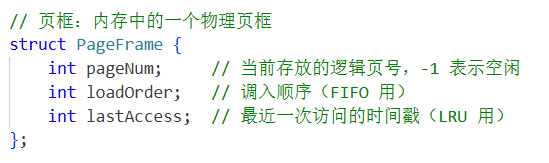 // 页框：内存中的一个物理页框
struct PageFrame {
    int pageNum;     // 当前存放的逻辑页号，-1 表示空闲
    int loadOrder;   // 调入顺序（FIFO 用）
    int lastAccess;  // 最近一次访问的时间戳（LRU 用）
};